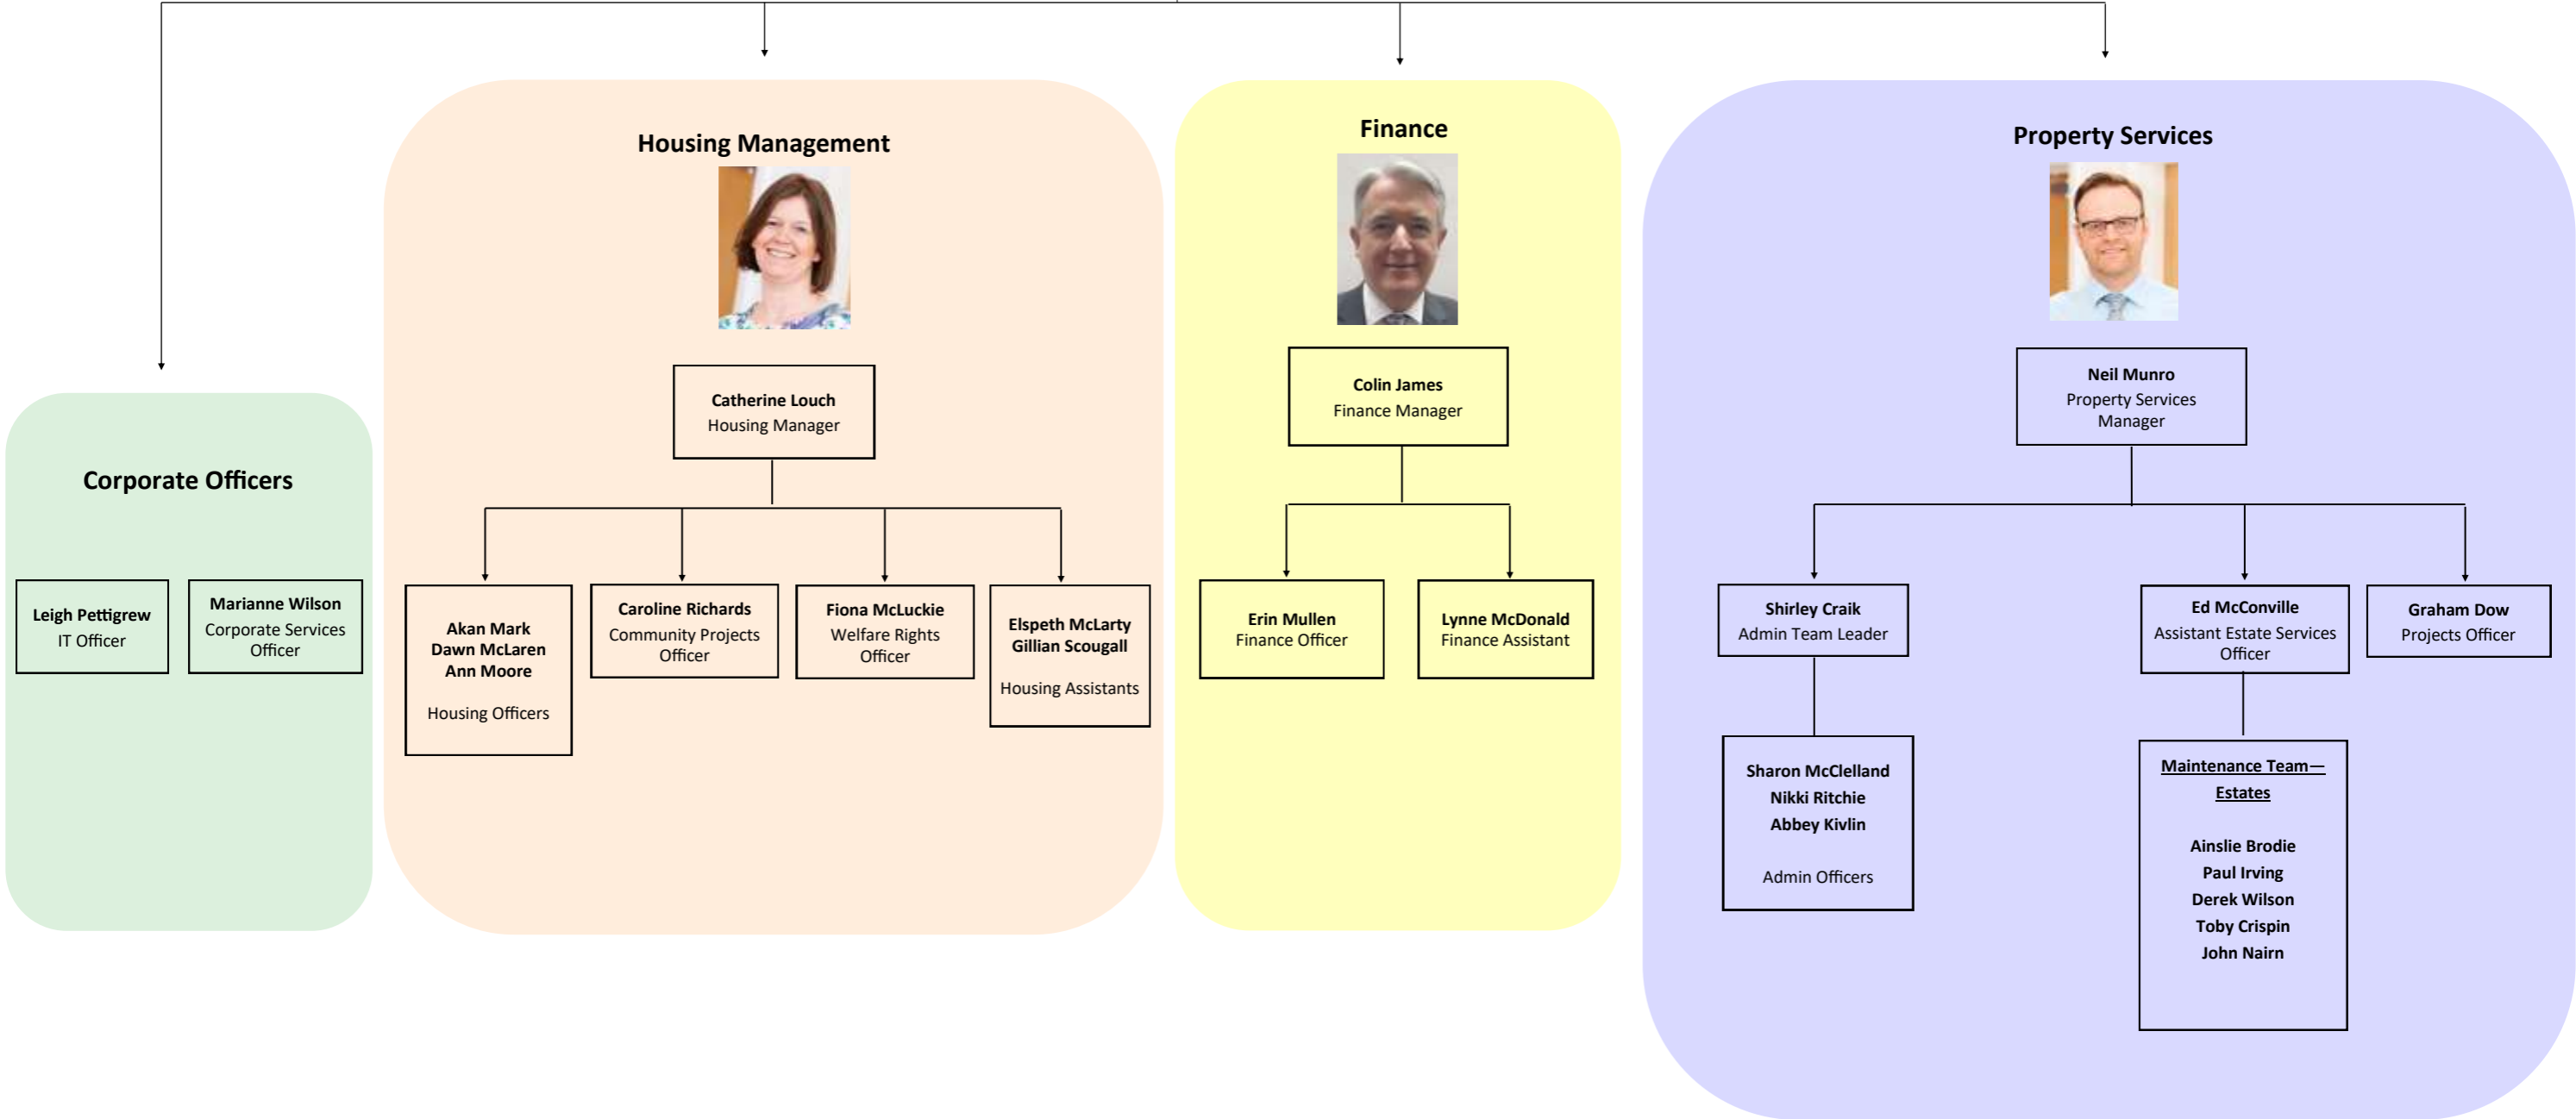 Corporate Officers
Leigh Pettigrew
IT Officer
Marianne Wilson
Corporate Services
Officer
Housing Management
Catherine Louch
Housing Manager
Akan Mark
Dawn McLaren
Ann Moore
Housing Officers
Caroline Richards
Community Projects
Officer
Fiona McLuckie
Welfare Rights
Officer
Elspeth McLarty
Gillian Scougall
Housing Assistants
Finance
Colin James
Finance Manager
Erin Mullen
Finance Officer
Lynne McDonald
Finance Assistant
Property Services
Neil Munro
Property Services
Manager
Shirley Craik
Admin Team Leader
Sharon McClelland
Nikki Ritchie
Abbey Kivlin
Admin Officers
Ed McConville
Assistant Estate Services
Officer
Maintenance Team—
Estates
Ainslie Brodie
Paul Irving
Derek Wilson
Toby Crispin
John Nairn
Graham Dow
Projects Officer